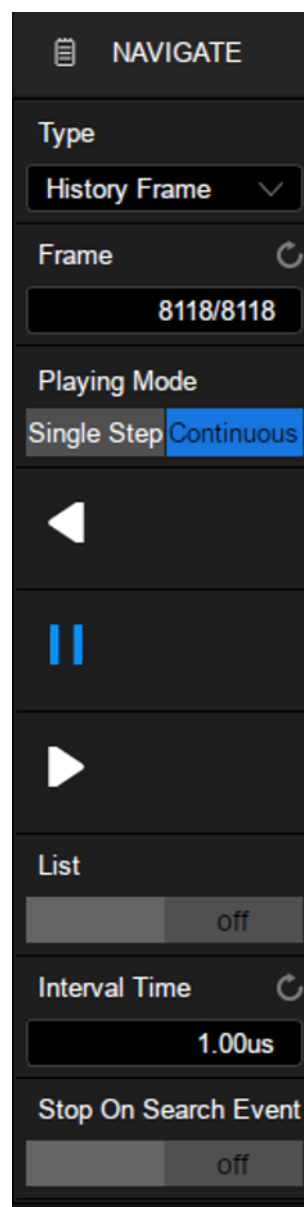 NAVIGATE
Type
History Frame
Frame
8118/8118
Playing Mode
Single Step Continuous
List
off
Interval Time
1.00us
Stop On Search Event
off